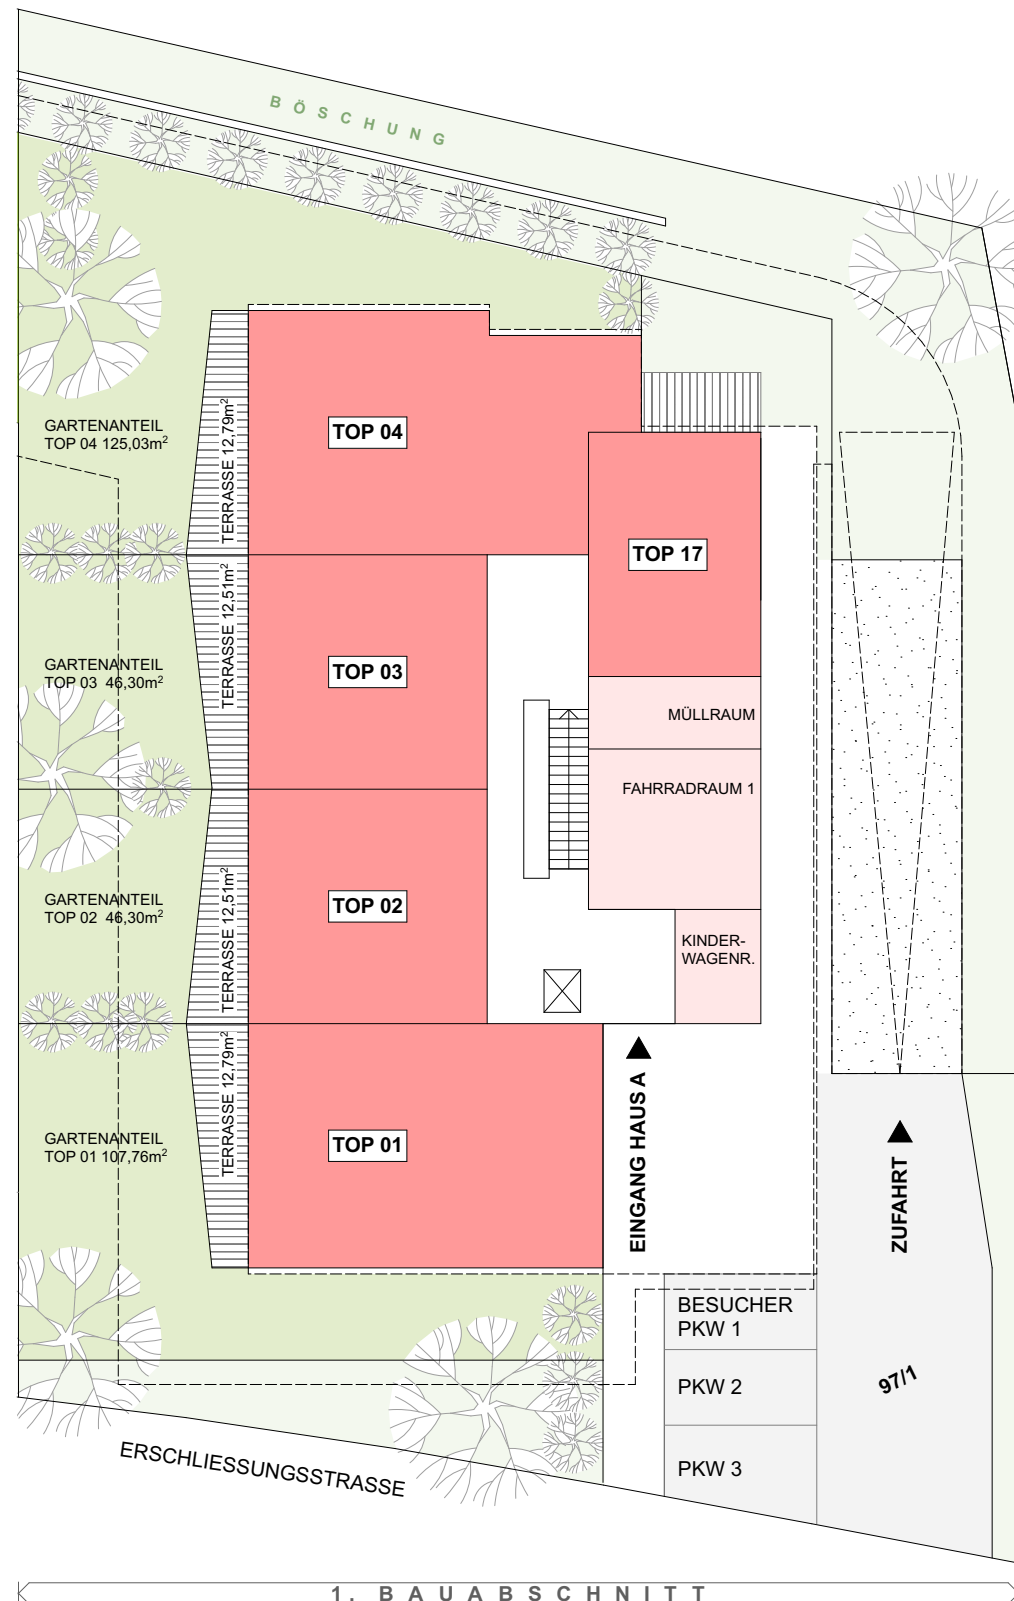 BÖSCHUNG
TOP 04
GARTENANTEIL
TOP 04 125,03m²
TERRASSE 12,79m²
TOP 17
TERRASSE 12,51m²
GARTENANTEIL
TOP 03 46,30m²
TOP 03
MÜLLRAUM
FAHRRADRAUM 1
GARTENANTEIL
TOP 02 46,30m²
TERRASSE 12,51m²
TOP 02
KINDER-
WAGENR.
TERRASSE 12,79m²
GARTENANTEIL
TOP 01 107,76m²
TOP 01
EINGANG HAUS A
ZUFAHRT
BESUCHER
PKW 1
PKW 2
97/1
PKW 3
ERSCHLIESSUNGSSTRASSE
1. BAUABSCHNITT